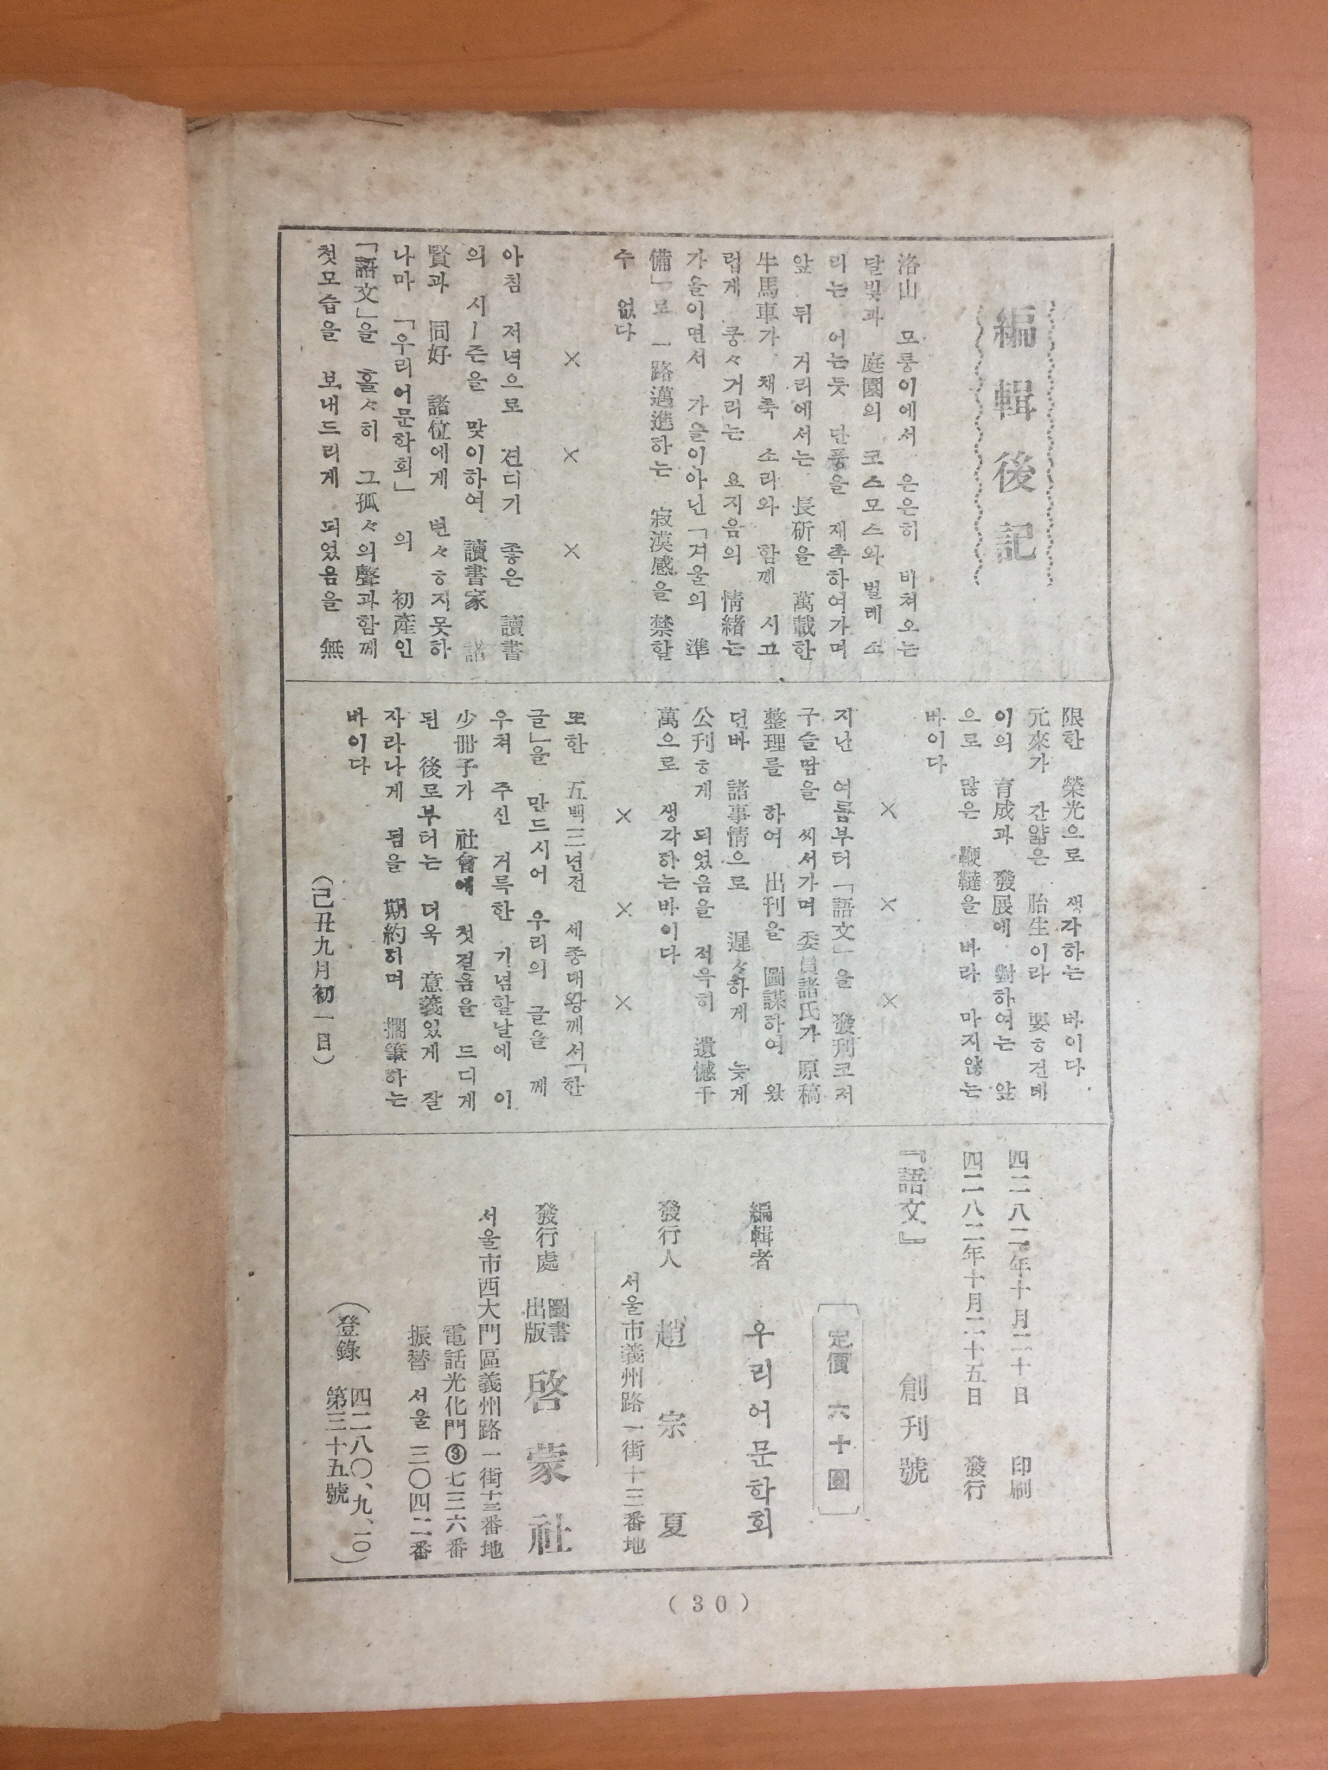 編輯後記
洛山 모퉁이에서 은은히 비쳐오는
달빛과 庭園의 코스모스와 벌레 소
리는 어는듯 단풍을 재촉하여가며
앞 뒤 거리에서는 長斫을 萬載한
牛馬車가 채쭉 소리와 함께 시끄
럽게 쿵々거리는 요지음의 情緖는
가을이면서 가을이아닌「겨울의 準
備」로 一路邁進하는 寂漠感을 禁할
수 없다
× × ×
아침 저녁으로 견디기 좋은 讀書
의 시ー즌을 맞이하여 讀書家 諸
賢과 同好 諸位에게 변々ㅎ지못하
나마 「우리어문학회」의 初産인
「語文」을 홀々히 그孤々의聲과함께
첫모습을 보내드리게 되었음을 無
限한 榮光으로 생각하는 바이다
元來가 간얇은 胎生이라 要ㅎ건데
이의 育成과 發展에 對하여는 앞
으로 많은 鞭韃을 바라 마지않는
바이다
× × ×
지난 여름부터「語文」을 發刊코저
구슬땀을 씨서가며 委員諸氏가 原稿
整理를 하여 出刊을 圖謀하여 왔
던바 諸事情으로 遲々하게 늦게
公刊ㅎ게 되었음을 적윽히 遺憾千
萬으로 생각하는바이다
× × ×
또한 五백三년전 세종대왕께서「한
글」을 만드시어 우리의 글을 깨
우쳐 주신 거륵한 기념할날에 이
少冊子가 社會에 첫걸음을 드디게
된 後로부터는 더욱 意義있게 잘
자라나게 됨을 期約하며 擱筆하는
바이다
(己丑九月初一日)
四二八二年十月二十日 印刷
四二八二年十月二十五日 發行
『語文』 創刊號
定價 六十圓
編輯者 우리어문학회
發行人 趙宗夏
서울市義州路一街十三番地
發行處 圖書出版 啓蒙社
서울市西大門區義州路一街十三番地
電話光化門③七三六番
振替 서울 三〇四二番
(登錄 四二八〇、九、一〇 第三十五號)
(30)